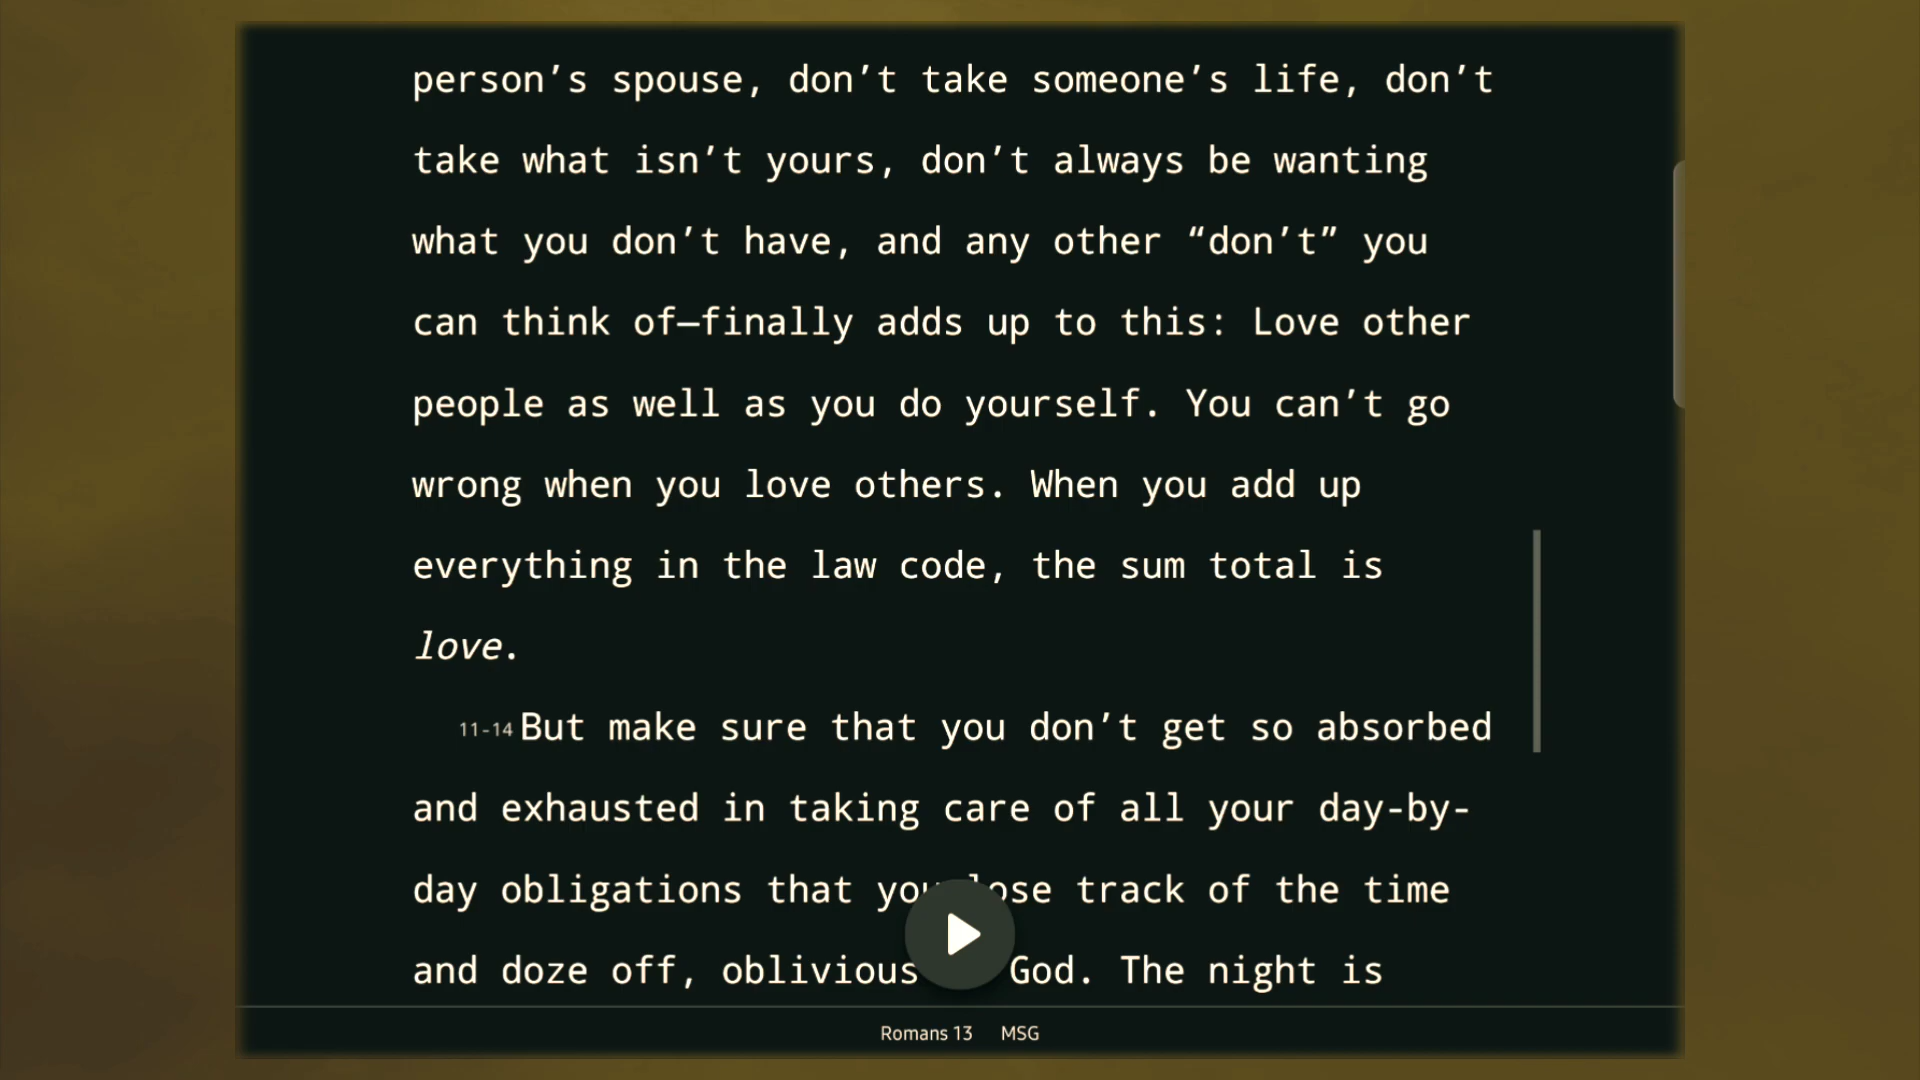 person’s spouse, don’t take someone’s life, don’t
take what isn’t yours, don’t always be wanting
what you don’t have, and any other “don’t” you
can think of—finally adds up to this: Love other
people as well as you do yourself. You can’t go
wrong when you love others. When you add up
everything in the law code, the sum total is
love.
11-14 But make sure that you don’t get so absorbed
and exhausted in taking care of all your day-by-
day obligations that you lose track of the time
and doze off, oblivious God. The night is
Romans 13 MSG